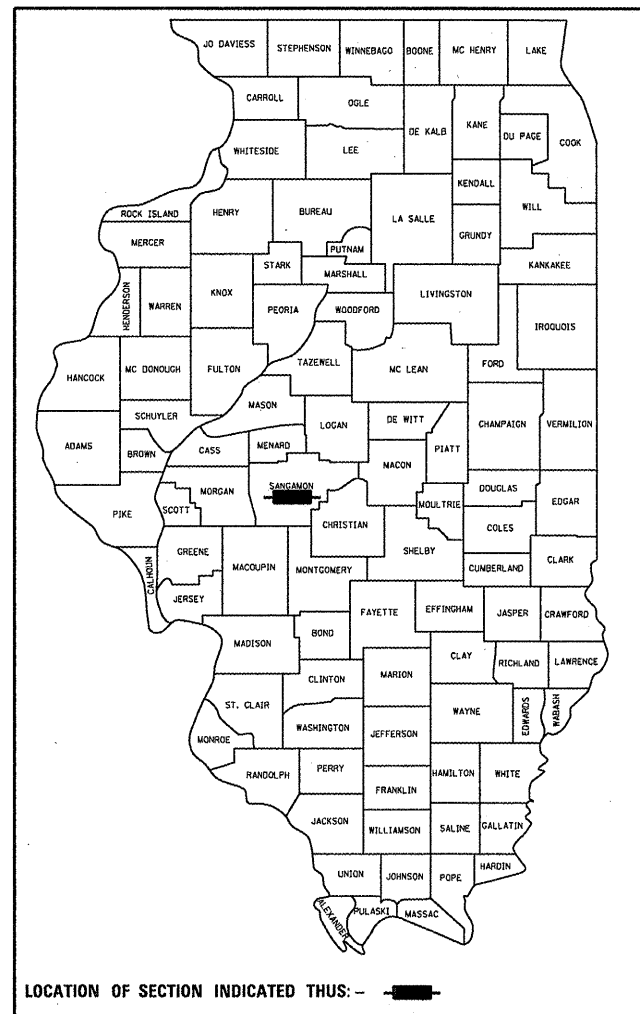 JO DAVIESS STEPHENSON WINNEBAGO BOONE MC HENRY LAKE
CARROLL OGLE DE KALB KANE DU PAGE COOK
WHITESIDE LEE
KENDALL WILL
ROCK ISLAND HENRY BUREAU LA SALLE
MERCER PUTNAM GRUNDY
STARK MARSHALL KANKAKEE
HENDERSON WARREN KNOX PEORIA WOODFORD LIVINGSTON IROQUOIS
HANCOCK MC DONOUGH FULTON TAZEWELL MC LEAN FORD
MASON
SCHUYLER LOGAN DE WITT CHAMPAIGN VERMILION
ADAMS BROWN CASS MENARD MACON PIATT
PIKE SCOTT MORGAN SANGAMON CHRISTIAN MOULTRIE DOUGLAS EDGAR
COLES
CALHOUN GREENE MACOUPIN MONTGOMERY SHELBY CUMBERLAND CLARK
JERSEY FAYETTE EFFINGHAM JASPER CRAWFORD
MADISON BOND
CLAY RICHLAND LAWRENCE
CLINTON MARION
ST. CLAIR WAYNE EDWARDS WABASH
WASHINGTON JEFFERSON
MONROE
RANDOLPH PERRY HAMILTON WHITE
FRANKLIN
JACKSON WILLIAMSON SALINE GALLATIN
UNION JOHNSON POPE HARDIN
ALEXANDER PULASKI MASSAC
LOCATION OF SECTION INDICATED THUS: -